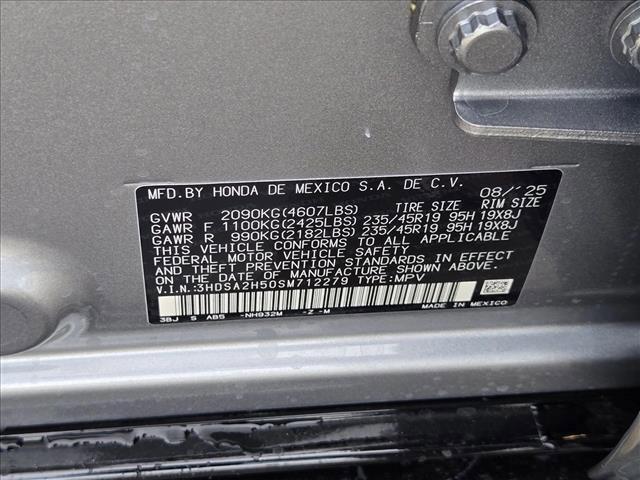 MFD.BY HONDA DE MEXICO S.A. DE C.V. 08/'25
TIRE SIZE RIM SIZE
GVWR 2090KG(4607LBS)
GAWR F 1100KG(2425LBS) 235/45R19 95H 19X8J
GAWR R 990KG(2182LBS) 235/45R19 95H 19X8J
THIS VEHICLE CONFORMS TO ALL APPLICABLE
FEDERAL MOTOR VEHICLE SAFETY
AND THEFT PREVENTION STANDARDS IN EFFECT
ON THE DATE OF MANUFACTURE SHOWN ABOVE.
V.I.N.:3HDSA2H50SM712279 TYPE:MPV
3BJ S AB5 -NH932M -Z -M MADE IN MEXICO